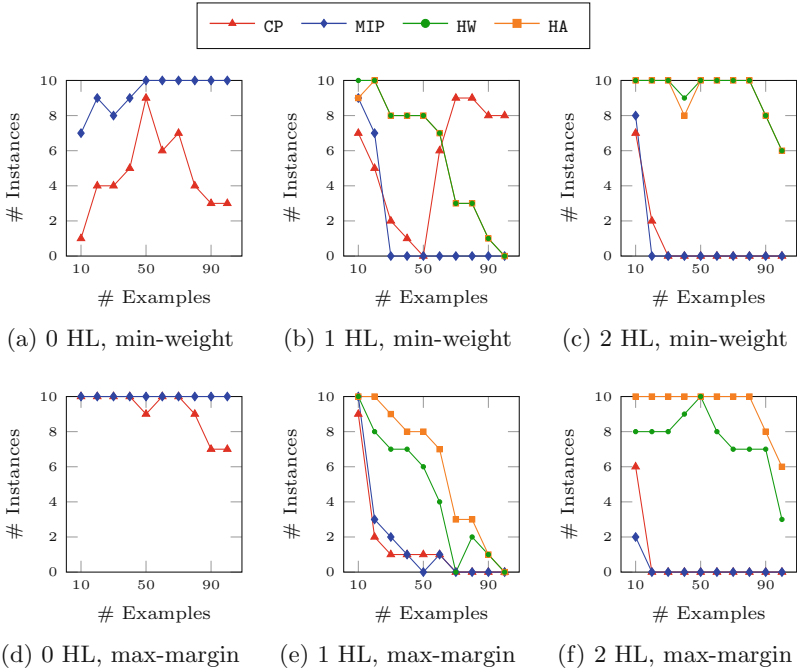 CP MIP HW HA
10
8
6
4
2
0
10 50 90
# Instances
# Examples
(a) 0 HL, min-weight
10
8
6
4
2
0
10 50 90
# Instances
# Examples
(b) 1 HL, min-weight
10
8
6
4
2
0
10 50 90
# Instances
# Examples
(c) 2 HL, min-weight
10
8
6
4
2
0
10 50 90
# Instances
# Examples
(d) 0 HL, max-margin
10
8
6
4
2
0
10 50 90
# Instances
# Examples
(e) 1 HL, max-margin
10
8
6
4
2
0
10 50 90
# Instances
# Examples
(f) 2 HL, max-margin